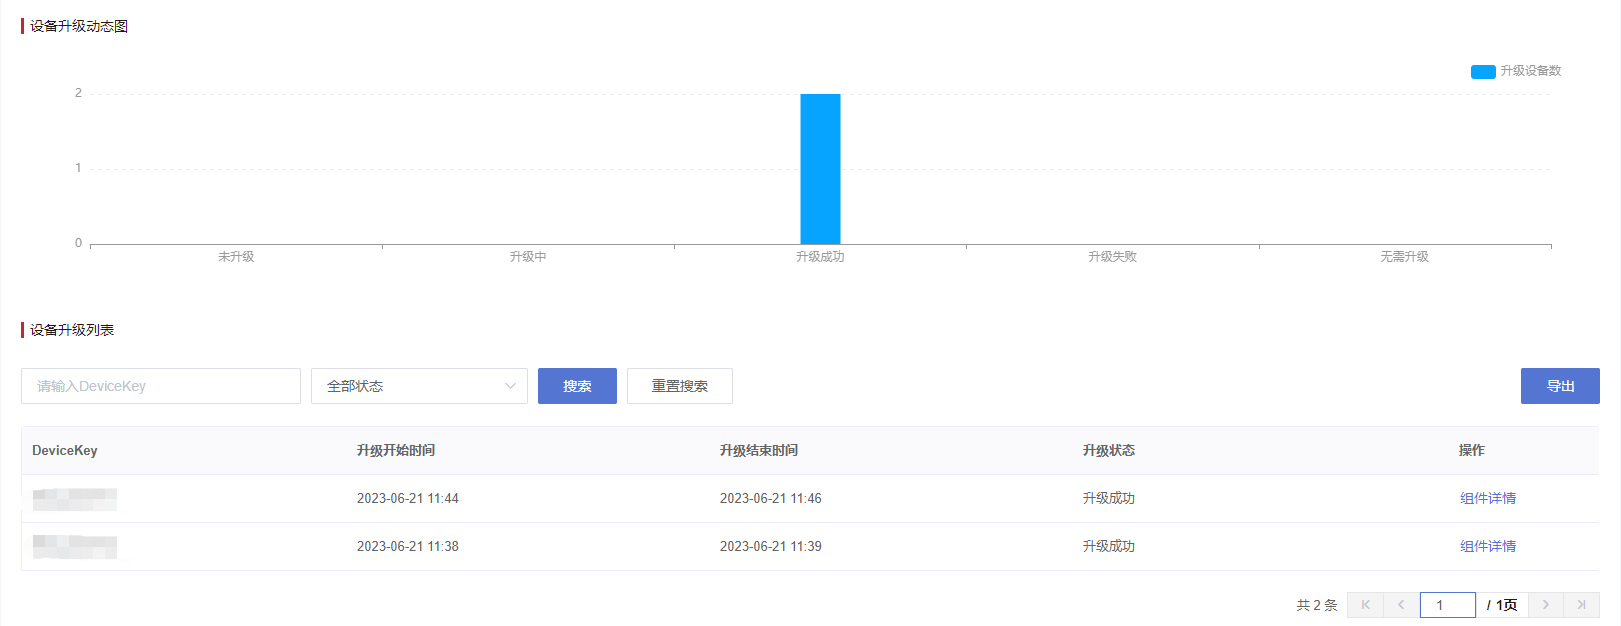 设备升级动态图
升级设备数
2
1
0
未升级 升级中 升级成功 升级失败 无需升级
设备升级列表
请输入DeviceKey 全部状态 搜索 重置搜索 导出
DeviceKey 升级开始时间 升级结束时间 升级状态 操作
2023-06-21 11:44 2023-06-21 11:46 升级成功 组件详情
2023-06-21 11:38 2023-06-21 11:39 升级成功 组件详情
共 2 条 1 / 1页